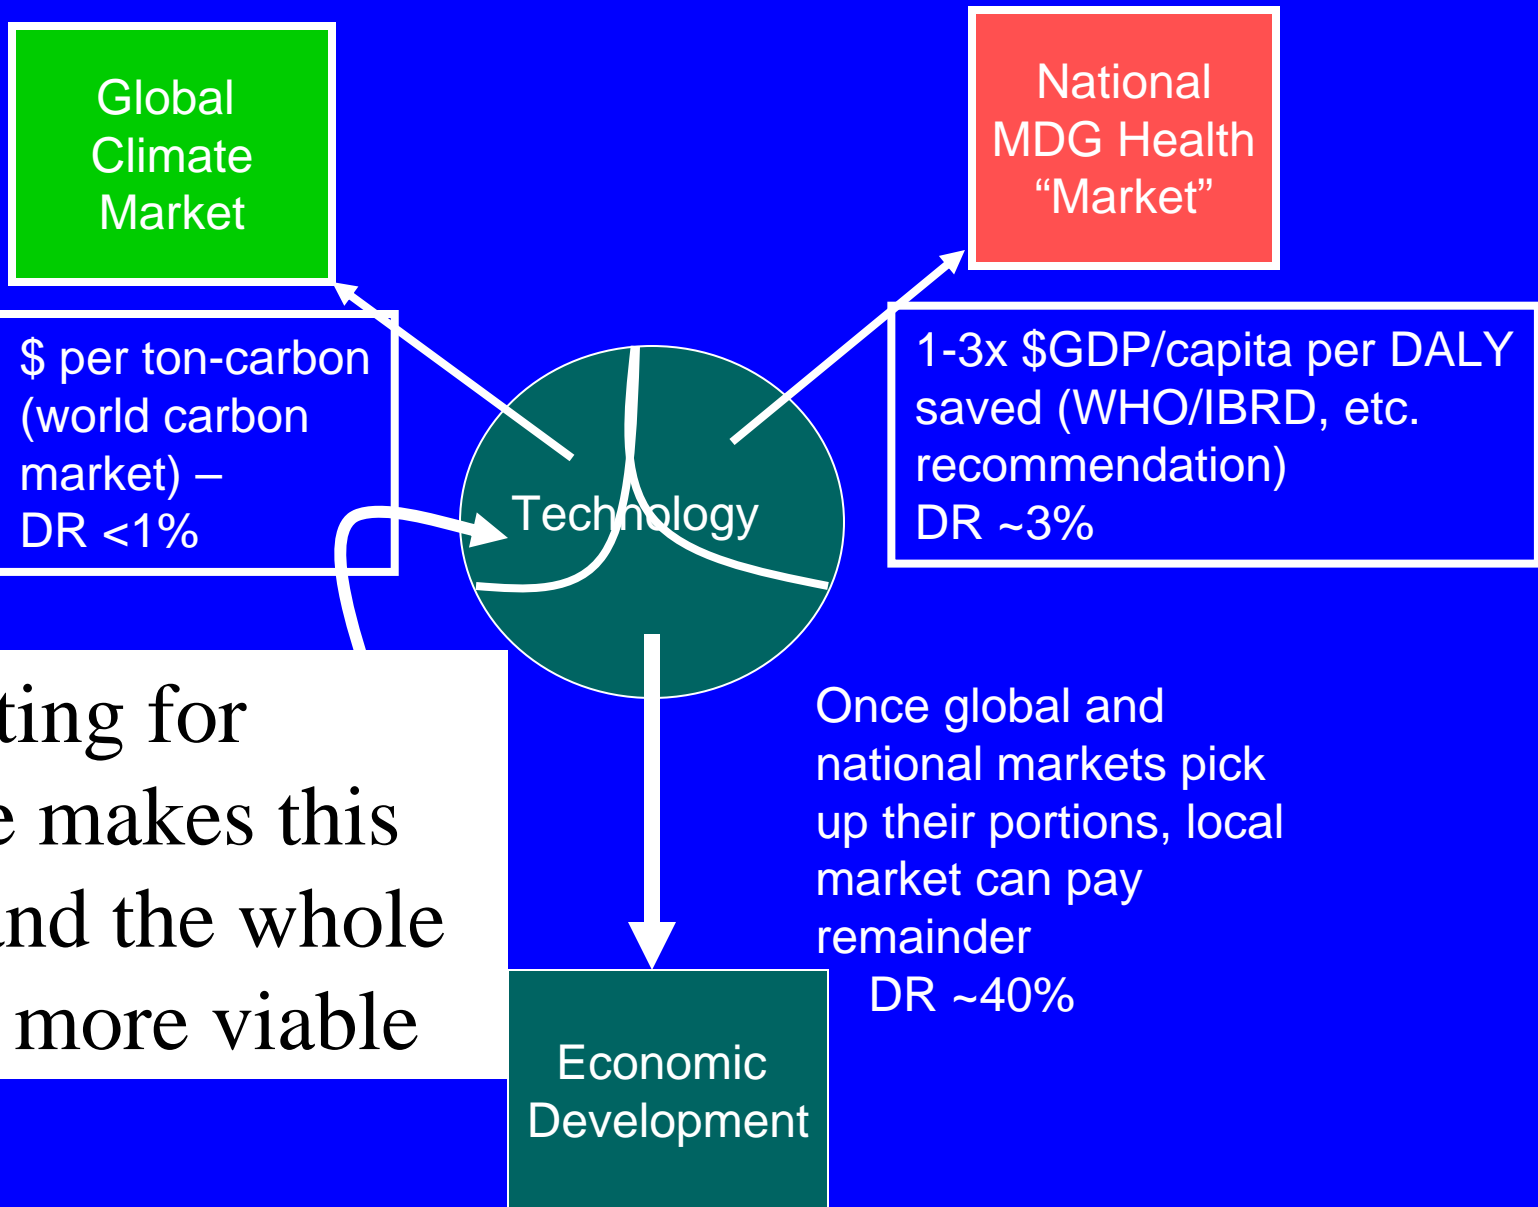 Global
Climate
Market
National
MDG Health
“Market”
$ per ton-carbon
(world carbon
market) –
DR <1%
1-3x $GDP/capita per DALY
saved (WHO/IBRD, etc.
recommendation)
DR ~3%
Technology
ting for
e makes this
and the whole
more viable
Once global and
national markets pick
up their portions, local
market can pay
remainder
DR ~40%
Economic
Development